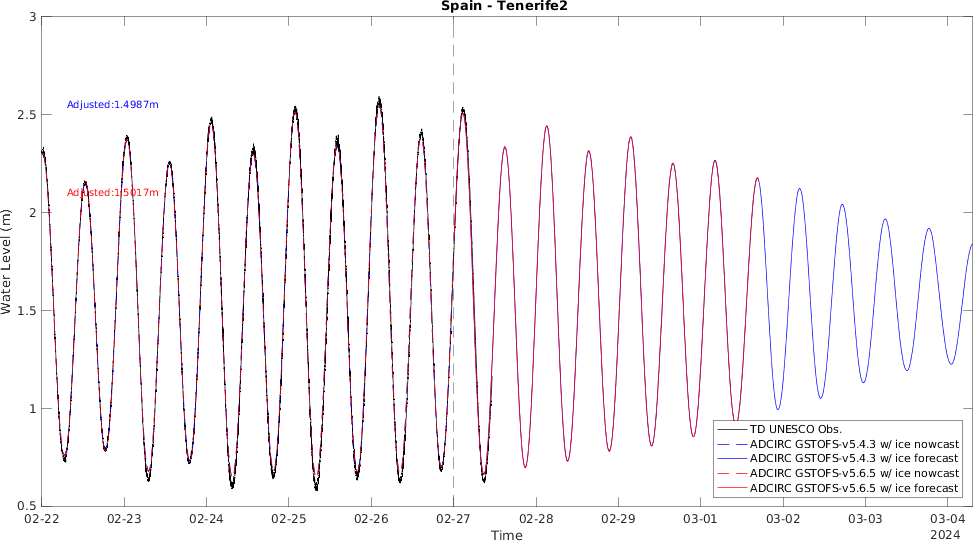 Spain - Tenerife2
3
2.5
2
1.5
1
0.5
Water Level (m)
Adjusted:1.4987m
Adjusted:1.5017m
TD UNESCO Obs.
ADCIRC GSTOFS-v5.4.3 w/ ice nowcast
ADCIRC GSTOFS-v5.4.3 w/ ice forecast
ADCIRC GSTOFS-v5.6.5 w/ ice nowcast
ADCIRC GSTOFS-v5.6.5 w/ ice forecast
02-22 02-23 02-24 02-25 02-26 02-27 02-28 02-29 03-01 03-02 03-03 03-04
2024
Time